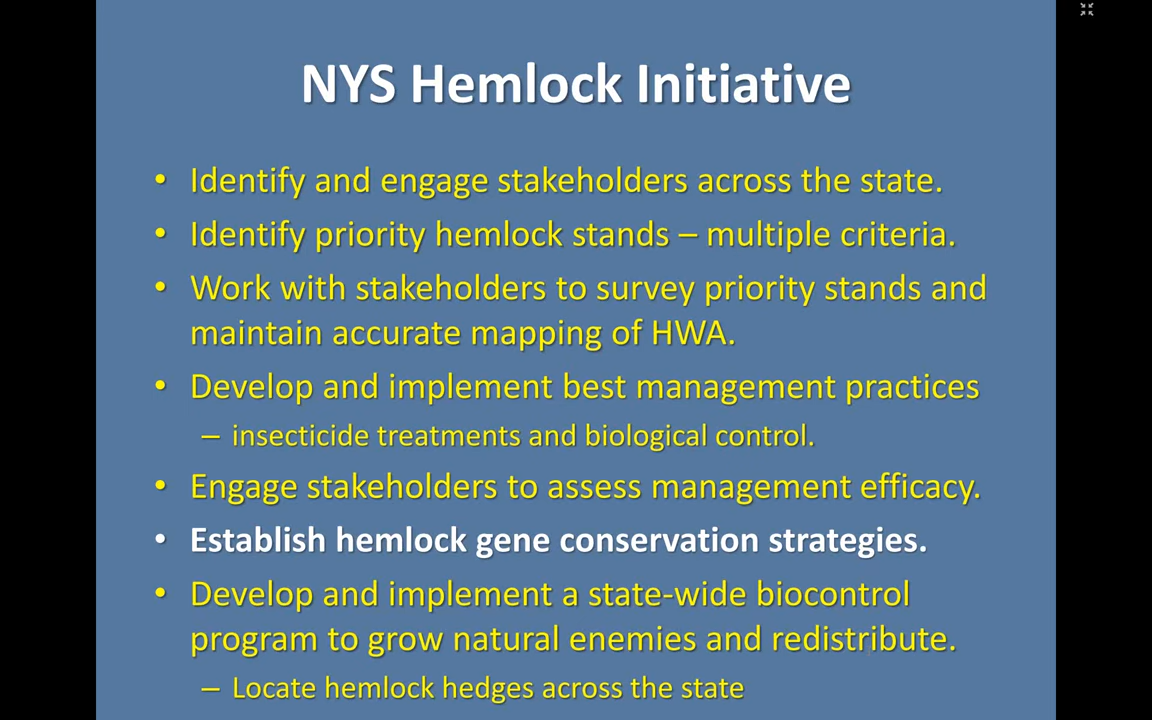 NYS Hemlock Initiative
• Identify and engage stakeholders across the state.
• Identify priority hemlock stands – multiple criteria.
• Work with stakeholders to survey priority stands and
maintain accurate mapping of HWA.
• Develop and implement best management practices
– insecticide treatments and biological control.
• Engage stakeholders to assess management efficacy.
• Establish hemlock gene conservation strategies.
• Develop and implement a state-wide biocontrol
program to grow natural enemies and redistribute.
– Locate hemlock hedges across the state